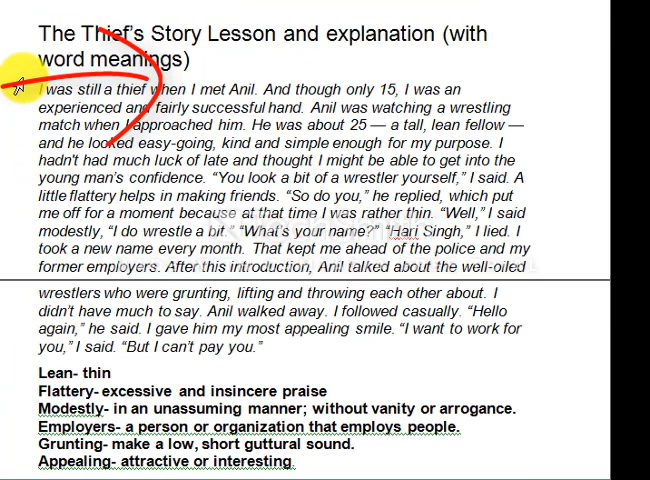 The Thief's Story Lesson and explanation (with
word meanings)
I was still a thief when I met Anil. And though only 15, I was an
experienced and fairly successful hand. Anil was watching a wrestling
match when I approached him. He was about 25 — a tall, lean fellow —
and he looked easy-going, kind and simple enough for my purpose. I
hadn't had much luck of late and thought I might be able to get into the
young man's confidence. “You look a bit of a wrestler yourself,” I said. A
little flattery helps in making friends. “So do you,” he replied, which put
me off for a moment because at that time I was rather thin. “Well,” I said
modestly, “I do wrestle a bit.” “What's your name?” “Hari Singh,” I lied. I
took a new name every month. That kept me ahead of the police and my
former employers. After this introduction, Anil talked about the well-oiled
wrestlers who were grunting, lifting and throwing each other about. I
didn't have much to say. Anil walked away. I followed casually. “Hello
again,” he said. I gave him my most appealing smile. “I want to work for
you,” I said. “But I can't pay you.”
Lean- thin
Flattery- excessive and insincere praise
Modestly- in an unassuming manner; without vanity or arrogance.
Employers- a person or organization that employs people.
Grunting- make a low, short guttural sound.
Appealing- attractive or interesting